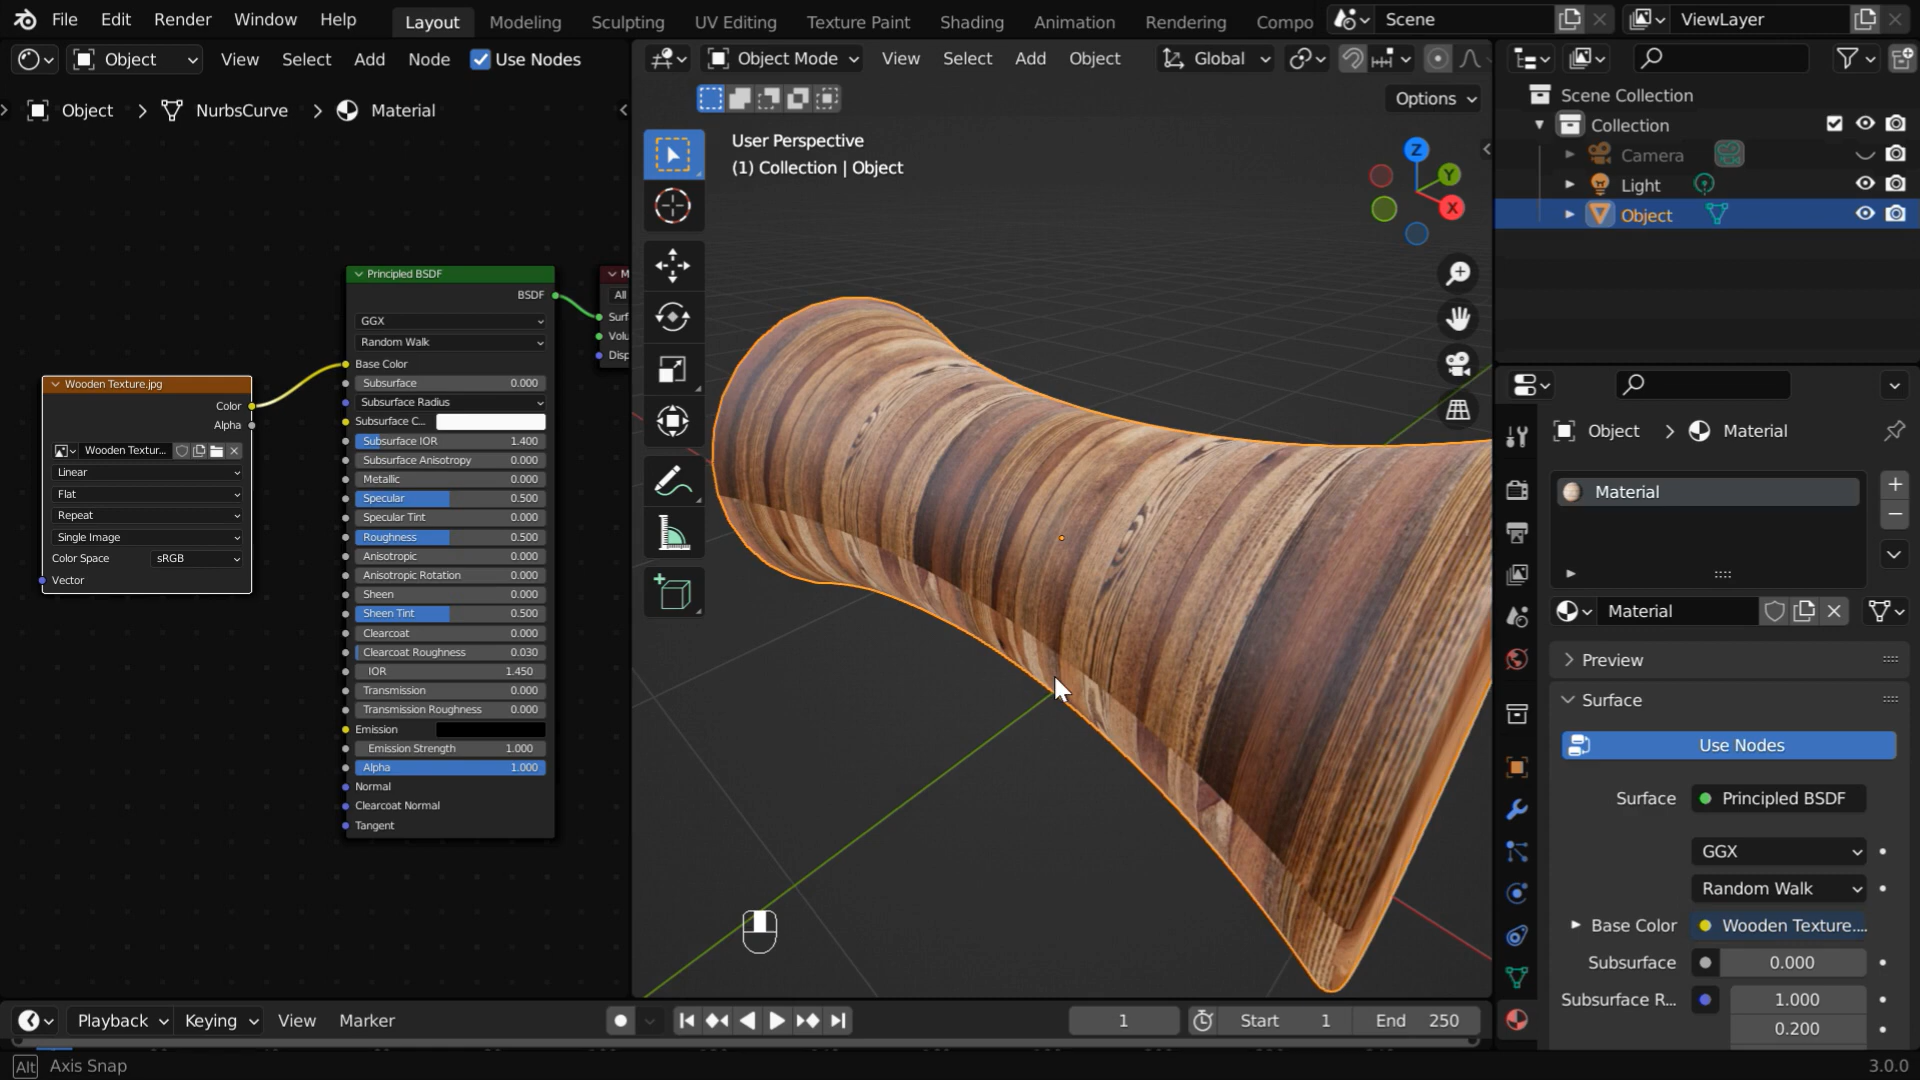 File Edit Render Window Help Layout Modeling Sculpting UV Editing Texture Paint Shading Animation Rendering Compo Scene ViewLayer
Object View Select Add Node Use Nodes Object Mode View Select Add Object Global
Object > NurbsCurve > Material Options
User Perspective
(1) Collection | Object
Z
Y
X
Scene Collection
Collection
Camera
Light
Object
Principled BSDF
BSDF
GGX
Random Walk
Base Color
Subsurface 0.000
Subsurface Radius
Subsurface C...
Subsurface IOR 1.400
Subsurface Anisotropy 0.000
Metallic 0.000
Specular 0.500
Specular Tint 0.000
Roughness 0.500
Anisotropic 0.000
Anisotropic Rotation 0.000
Sheen 0.000
Sheen Tint 0.500
Clearcoat 0.000
Clearcoat Roughness 0.030
IOR 1.450
Transmission 0.000
Transmission Roughness 0.000
Emission
Emission Strength 1.000
Alpha 1.000
Normal
Clearcoat Normal
Tangent
M
All
Surf
Volu
Disp
Wooden Texture.jpg
Color
Alpha
Wooden Textur...
Linear
Flat
Repeat
Single Image
Color Space sRGB
Vector
Object > Material
Material
Material
Preview
Surface
Use Nodes
Surface Principled BSDF
GGX
Random Walk
Base Color Wooden Texture....
Subsurface 0.000
Subsurface R... 1.000
0.200
Playback Keying View Marker 1 Start 1 End 250
Alt Axis Snap 3.0.0